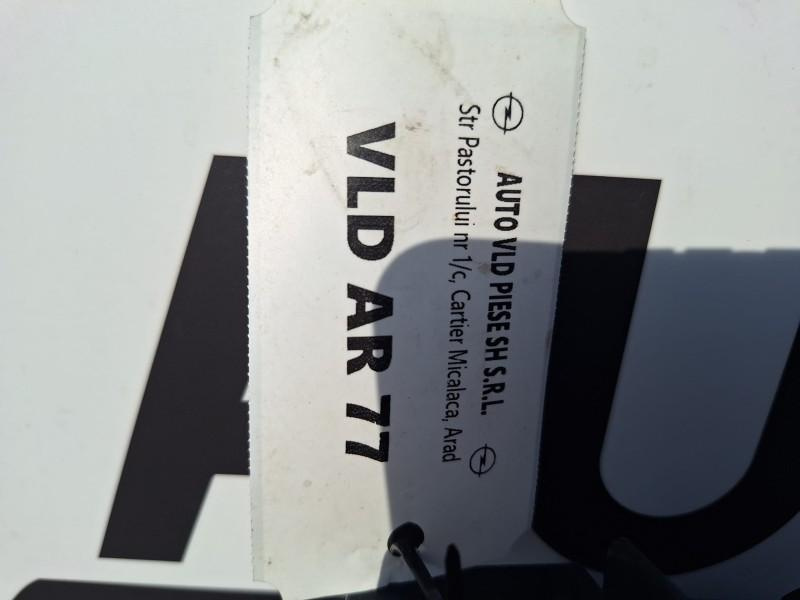 AUTO VLD PIESE SH S.R.L.
Str Pastorului nr 1/c, Cartier Micalaca, Arad
VLD AR 77